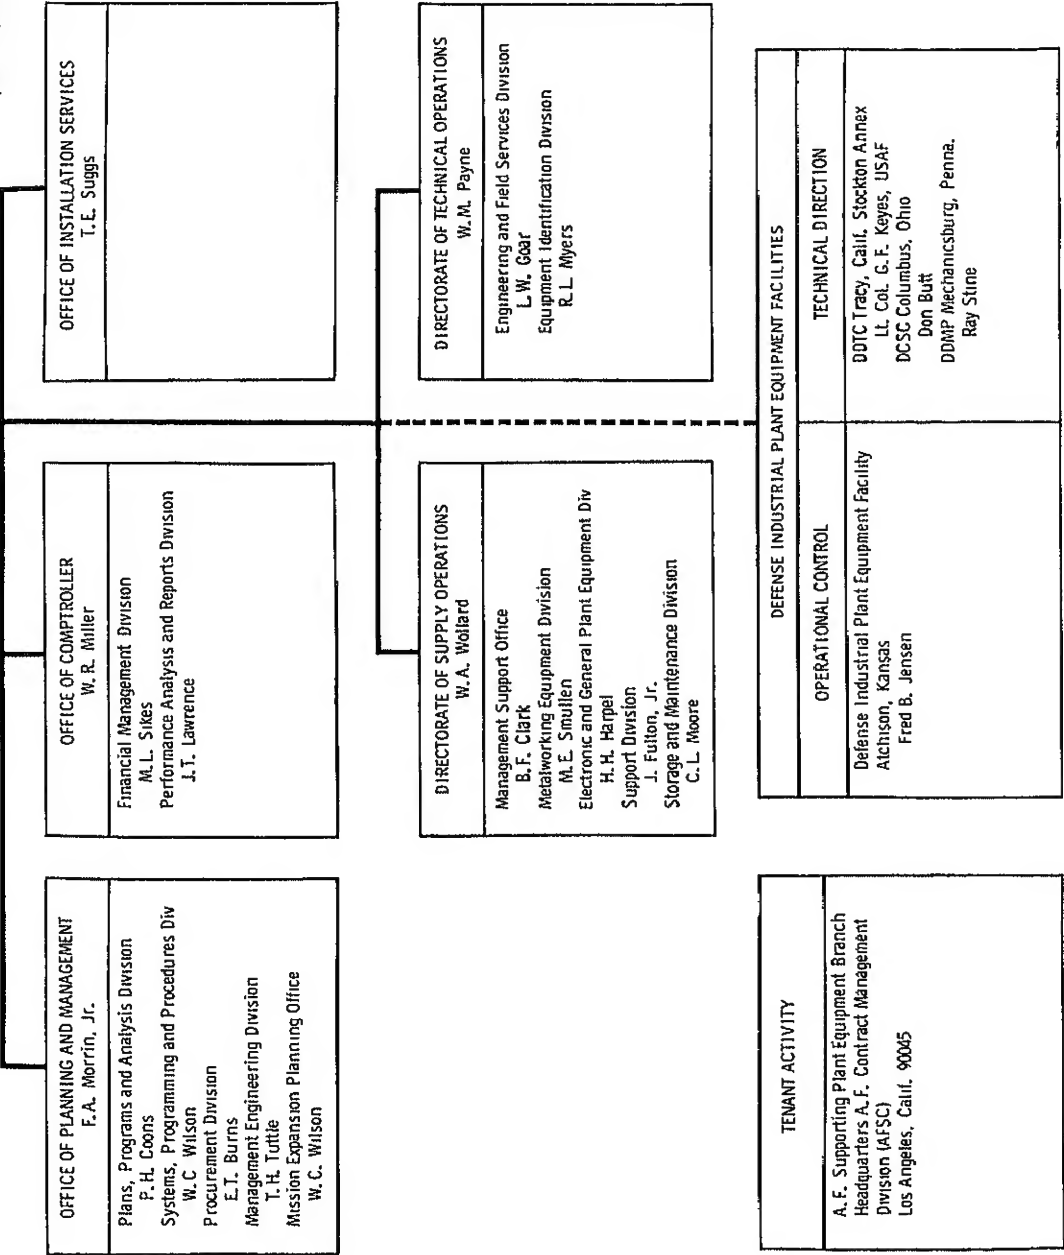 OFFICE OF PLANNING AND MANAGEMENT
F.A. Morrin, Jr.
Plans, Programs and Analysis Division
P.H. Coons
Systems, Programming and Procedures Div
W.C Wilson
Procurement Division
E.T. Burns
Management Engineering Division
T.H. Tuttle
Mission Expansion Planning Office
W.C. Wilson
OFFICE OF COMPTROLLER
W.R. Miller
Financial Management Division
M.L. Sikes
Performance Analysis and Reports Division
J.T. Lawrence
OFFICE OF INSTALLATION SERVICES
T.E. Suggs
DIRECTORATE OF SUPPLY OPERATIONS
W.A. Wollard
Management Support Office
B.F. Clark
Metalworking Equipment Division
M.E. Smullen
Electronic and General Plant Equipment Div
H.H. Harpel
Support Division
J. Fulton, Jr.
Storage and Maintenance Division
C.L. Moore
DIRECTORATE OF TECHNICAL OPERATIONS
W.M. Payne
Engineering and Field Services Division
L.W. Goar
Equipment Identification Division
R.L. Myers
TENANT ACTIVITY
A.F. Supporting Plant Equipment Branch
Headquarters A.F. Contract Management
Division (AFSC)
Los Angeles, Calif. 90045
DEFENSE INDUSTRIAL PLANT EQUIPMENT FACILITIES
OPERATIONAL CONTROL
Defense Industrial Plant Equipment Facility
Atchison, Kansas
Fred B. Jensen
TECHNICAL DIRECTION
DDTC Tracy, Calif. Stockton Annex
Lt. Col. G.F. Keyes, USAF
DCSC Columbus, Ohio
Don Butt
DDMP Mechanicsburg, Penna.
Ray Stine